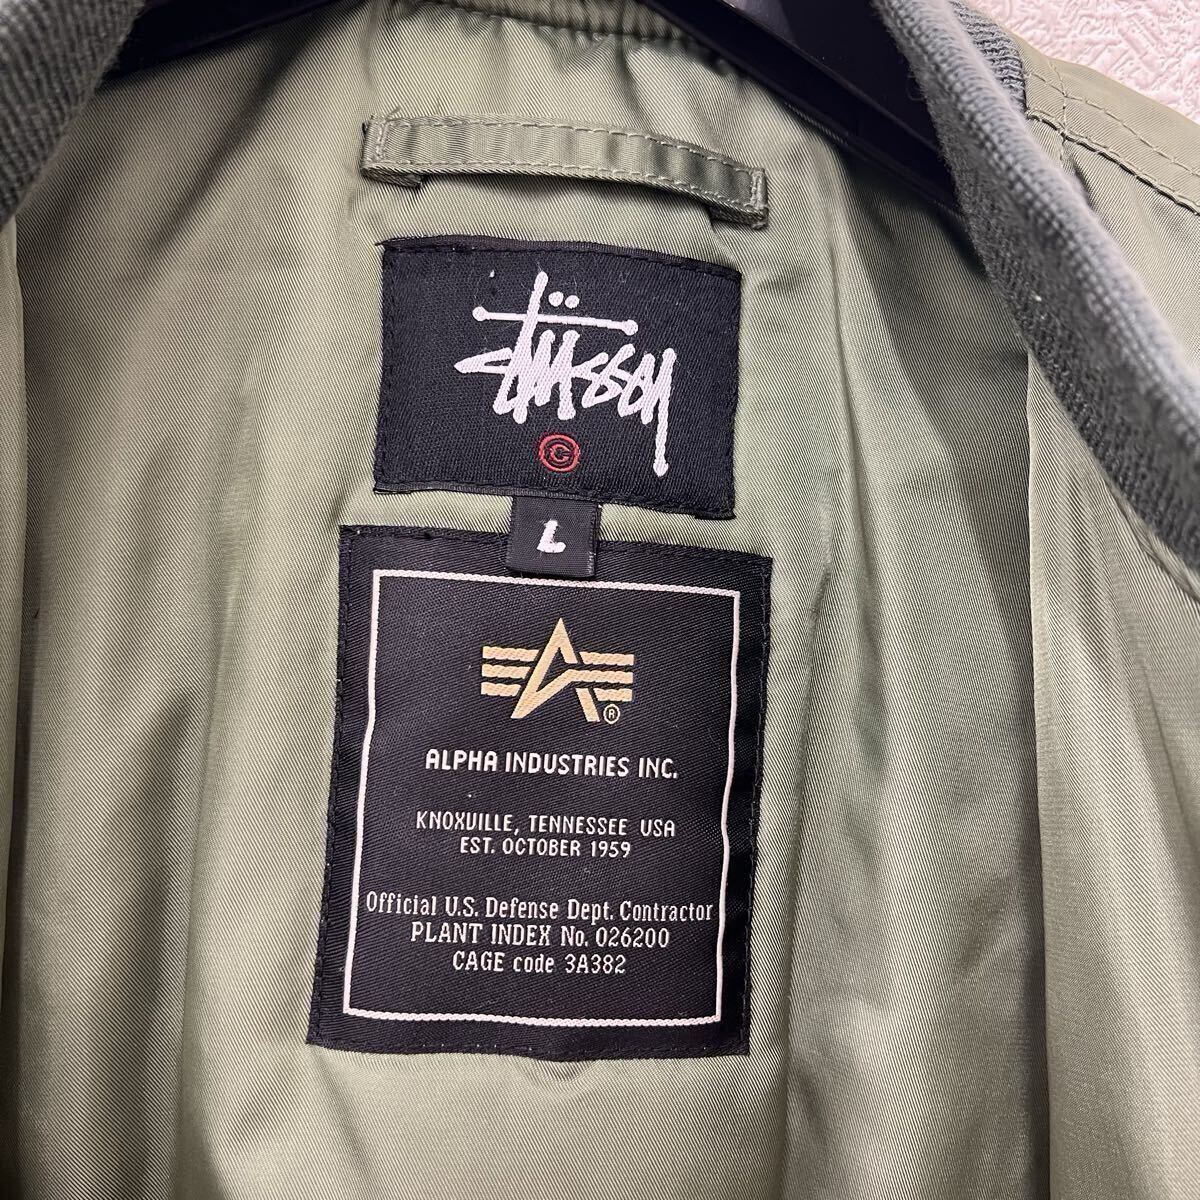 Stüssy
©
L
®
ALPHA INDUSTRIES INC.
KNOXVILLE, TENNESSEE USA
EST. OCTOBER 1959
Official U.S. Defense Dept. Contractor
PLANT INDEX No. 026200
CAGE code 3A382